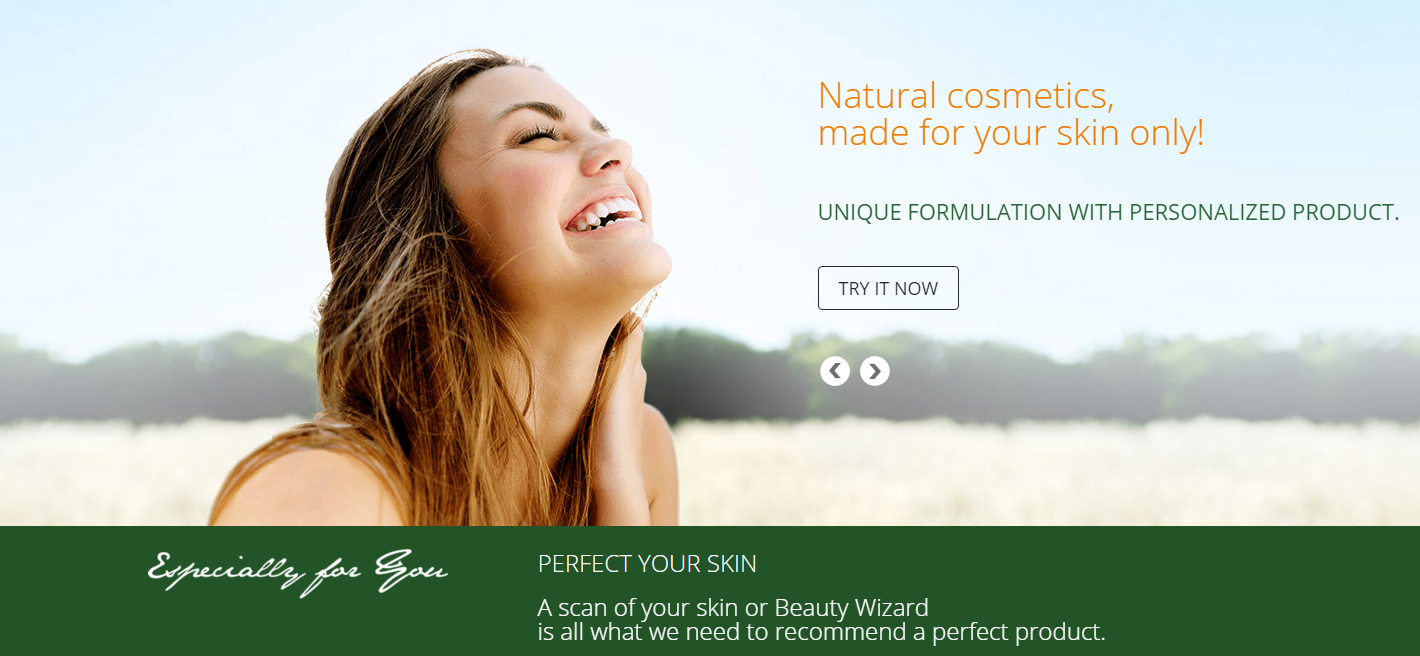 Natural cosmetics,
made for your skin only!
UNIQUE FORMULATION WITH PERSONALIZED PRODUCT.
TRY IT NOW
Especially for You
PERFECT YOUR SKIN
A scan of your skin or Beauty Wizard
is all what we need to recommend a perfect product.